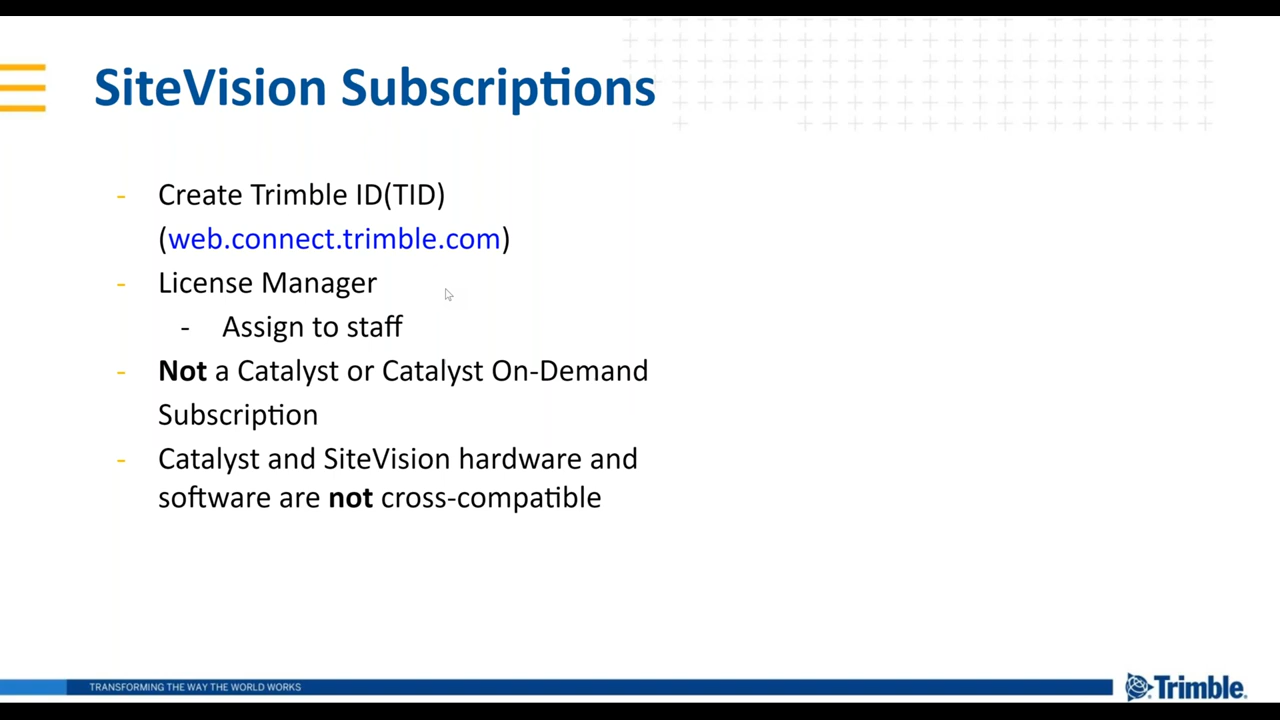 SiteVision Subscriptions
- Create Trimble ID(TID)
(web.connect.trimble.com)
- License Manager
- Assign to staff
- Not a Catalyst or Catalyst On-Demand
Subscription
- Catalyst and SiteVision hardware and
software are not cross-compatible
TRANSFORMING THE WAY THE WORLD WORKS
Trimble.